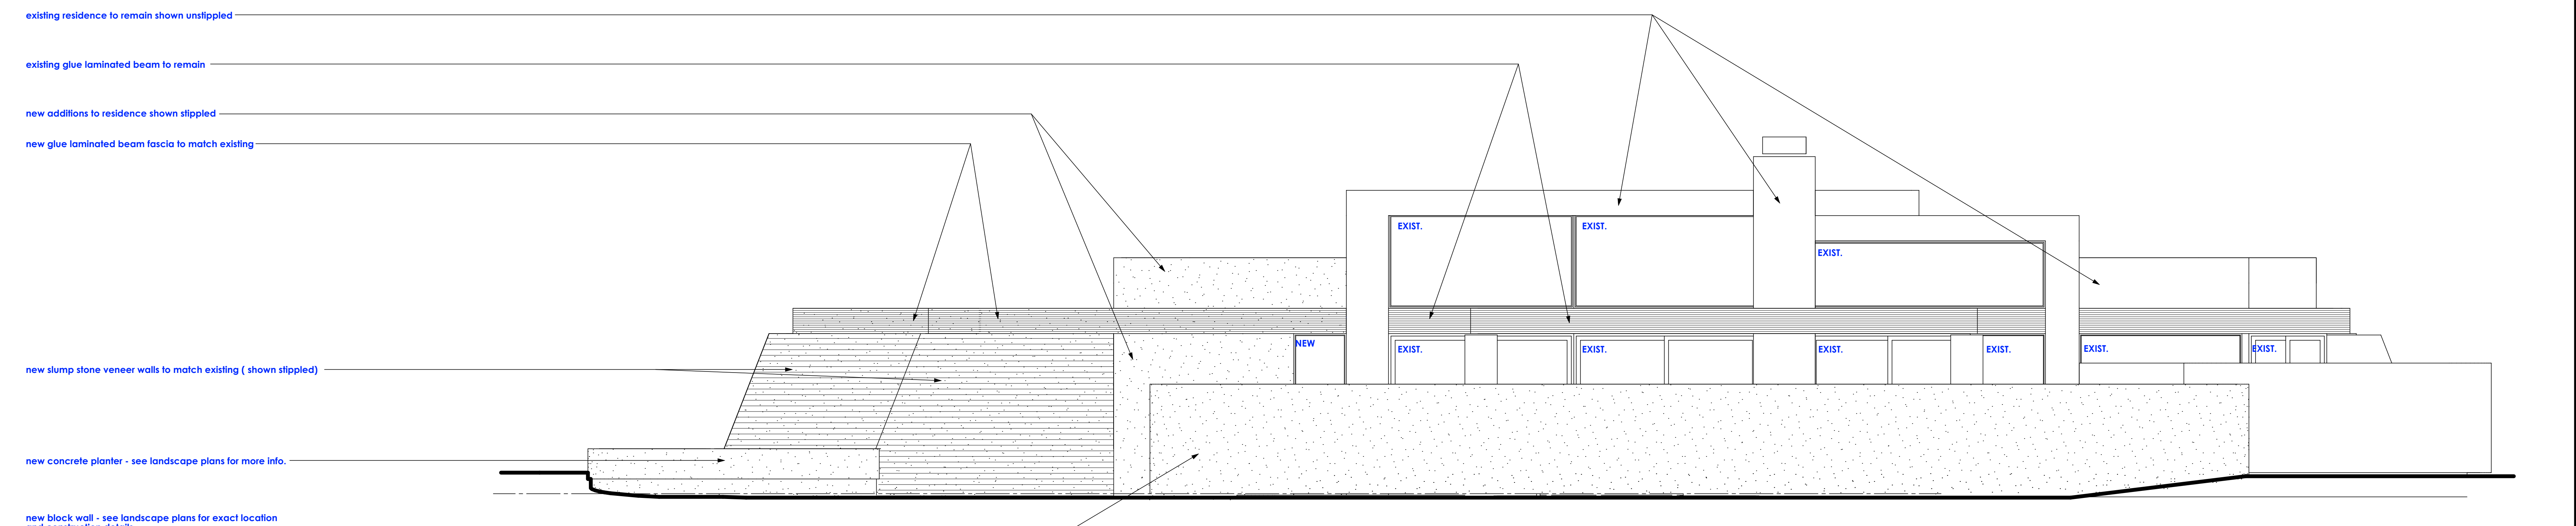 existing residence to remain shown unstippled
existing glue laminated beam to remain
new additions to residence shown stippled
new glue laminated beam fascia to match existing
EXIST.
EXIST.
EXIST.
NEW
EXIST.
EXIST.
EXIST.
EXIST.
EXIST.
EXIST.
new slump stone veneer walls to match existing ( shown stippled)
new concrete planter - see landscape plans for more info.
new block wall - see landscape plans for exact location